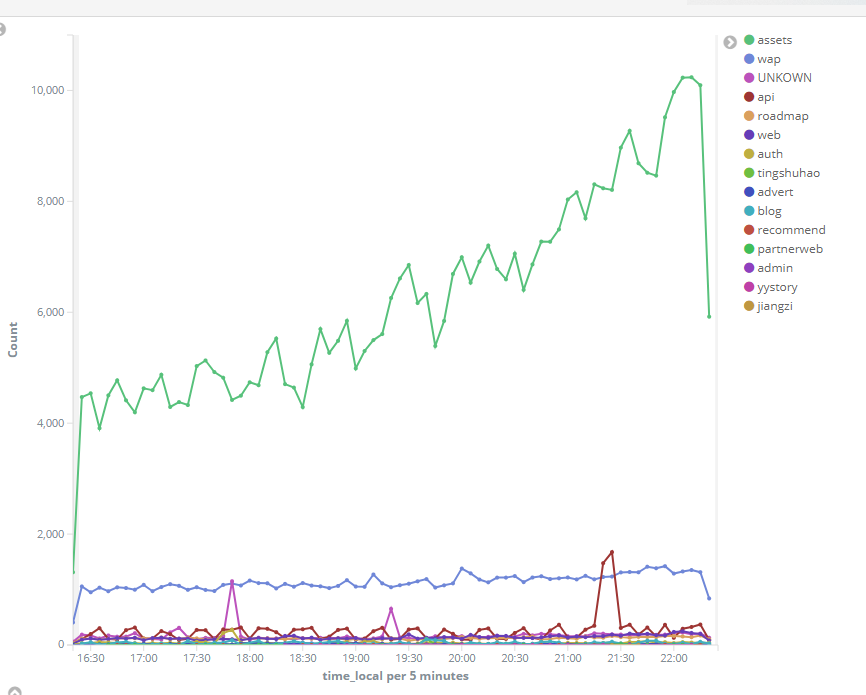 10,000
8,000
6,000
4,000
2,000
0
Count
16:30 17:00 17:30 18:00 18:30 19:00 19:30 20:00 20:30 21:00 21:30 22:00
time_local per 5 minutes
assets
wap
UNKOWN
api
roadmap
web
auth
tingshuhao
advert
blog
recommend
partnerweb
admin
yystory
jiangzi